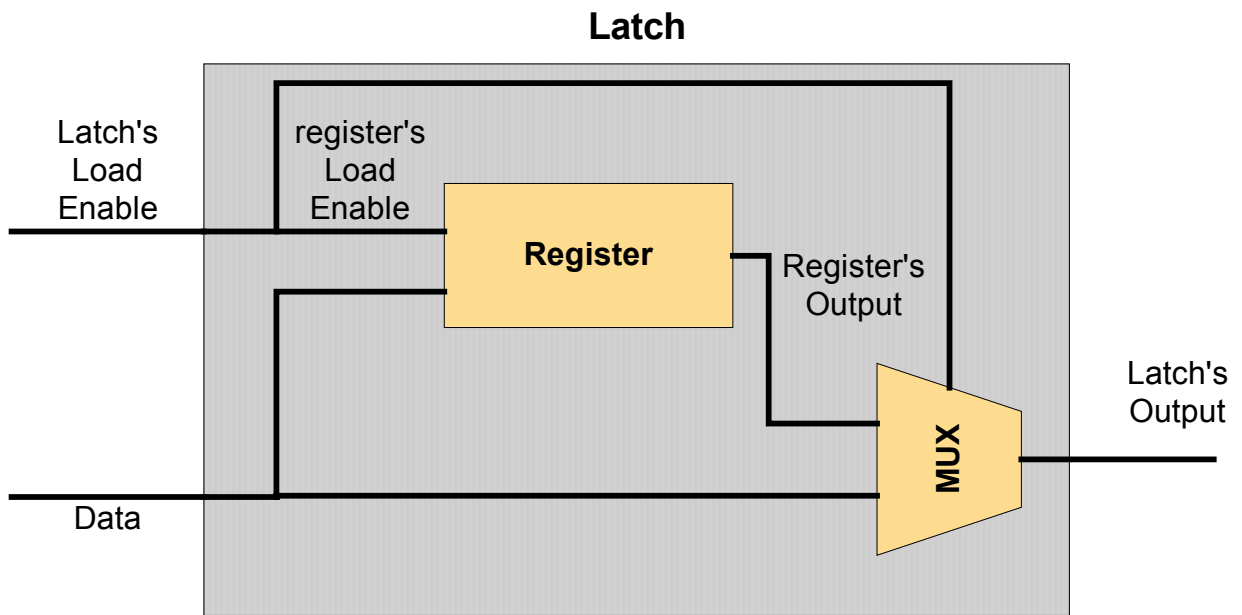 Latch
Latch's
Load
Enable
register's
Load
Enable
Register
Register's
Output
Latch's
Output
MUX
Data